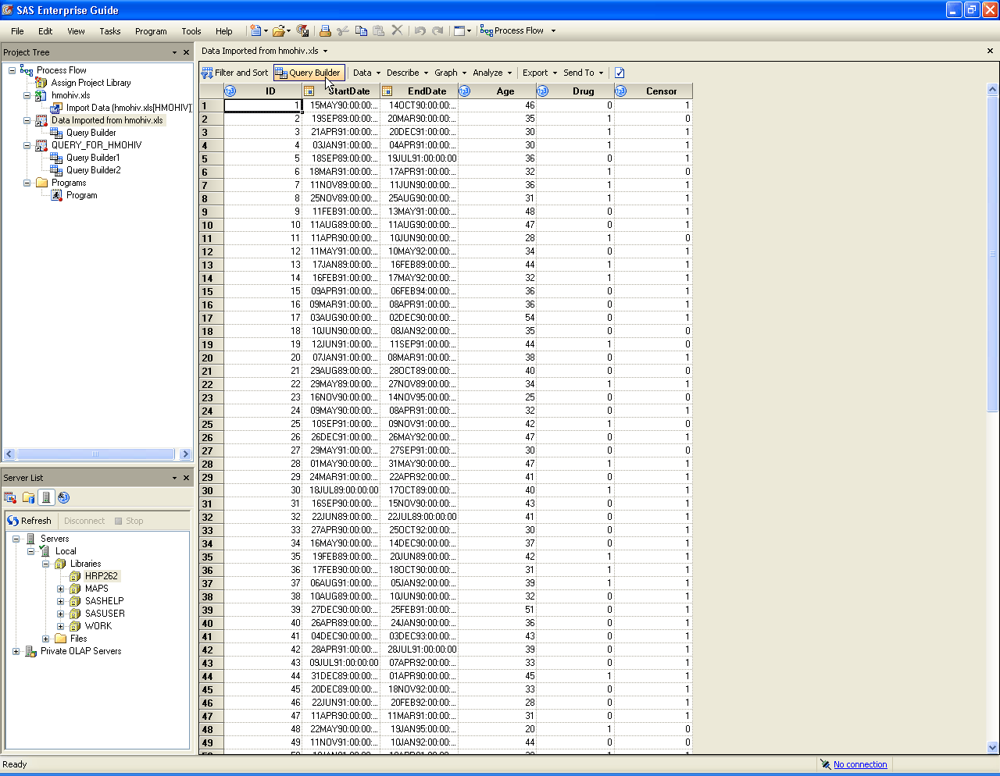 SAS Enterprise Guide
File Edit View Tasks Program Tools Help Process Flow
Project Tree
Process Flow
Assign Project Library
hmohiv.xls
Import Data (hmohiv.xls[HMOHIV]
Data Imported from hmohiv.xls
Query Builder
QUERY_FOR_HMOHIV
Query Builder1
Query Builder2
Programs
Program
Server List
Refresh Disconnect Stop
Servers
Local
Libraries
HRP262
MAPS
SASHELP
SASUSER
WORK
Files
Private OLAP Servers
Data Imported from hmohiv.xls
Filter and Sort Query Builder Data Describe Graph Analyze Export Send To
ID StartDate EndDate Age Drug Censor
1 1 15MAY90:00:00:... 14OCT90:00:00:... 46 0 1
2 2 19SEP89:00:00:... 20MAR90:00:00:... 35 1 0
3 3 21APR91:00:00:... 20DEC91:00:00:... 30 1 1
4 4 03JAN91:00:00:... 04APR91:00:00:... 30 1 1
5 5 18SEP89:00:00:... 19JUL91:00:00:00 36 0 1
6 6 18MAR91:00:00:... 17APR91:00:00:... 32 1 0
7 7 11NOV89:00:00:... 11JUN90:00:00:... 36 1 1
8 8 25NOV89:00:00:... 25AUG90:00:00:... 31 1 1
9 9 11FEB91:00:00:... 13MAY91:00:00:... 48 0 1
10 10 11AUG89:00:00:... 11AUG90:00:00:... 47 0 1
11 11 11APR90:00:00:... 10JUN90:00:00:... 28 1 0
12 12 11MAY91:00:00:... 10MAY92:00:00:... 34 0 1
13 13 17JAN89:00:00:... 16FEB89:00:00:... 44 1 1
14 14 16FEB91:00:00:... 17MAY92:00:00:... 32 1 1
15 15 09APR91:00:00:... 06FEB94:00:00:... 36 0 1
16 16 09MAR91:00:00:... 08APR91:00:00:... 36 0 1
17 17 03AUG90:00:00:... 02DEC90:00:00:... 54 0 1
18 18 10JUN90:00:00:... 08JAN92:00:00:... 35 0 0
19 19 12JUN91:00:00:... 11SEP91:00:00:... 44 1 0
20 20 07JAN91:00:00:... 08MAR91:00:00:... 38 0 1
21 21 29AUG89:00:00:... 28OCT89:00:00:... 40 0 0
22 22 29MAY89:00:00:... 27NOV89:00:00:... 34 1 1
23 23 16NOV90:00:00:... 14NOV95:00:00:... 25 0 0
24 24 09MAY90:00:00:... 08APR91:00:00:... 32 0 1
25 25 10SEP91:00:00:... 09NOV91:00:00:... 42 1 0
26 26 26DEC91:00:00:... 26MAY92:00:00:... 47 0 1
27 27 29MAY91:00:00:... 27SEP91:00:00:... 30 0 0
28 28 01MAY90:00:00:... 31MAY90:00:00:... 47 1 1
29 29 24MAR91:00:00:... 22APR92:00:00:... 41 0 1
30 30 18JUL89:00:00:00 17OCT89:00:00:... 40 1 1
31 31 16SEP90:00:00:... 15NOV90:00:00:... 43 0 1
32 32 22JUN89:00:00:... 22JUL89:00:00:00 41 0 1
33 33 27APR90:00:00:... 25OCT92:00:00:... 30 0 1
34 34 16MAY90:00:00:... 14DEC90:00:00:... 37 0 1
35 35 19FEB89:00:00:... 20JUN89:00:00:... 42 1 1
36 36 17FEB90:00:00:... 18OCT90:00:00:... 31 1 1
37 37 06AUG91:00:00:... 05JAN92:00:00:... 39 1 1
38 38 10AUG89:00:00:... 10JUN90:00:00:... 32 0 1
39 39 27DEC90:00:00:... 25FEB91:00:00:... 51 0 1
40 40 26APR89:00:00:... 24JAN90:00:00:... 36 0 1
41 41 04DEC90:00:00:... 03DEC93:00:00:... 43 0 1
42 42 28APR91:00:00:... 28JUL91:00:00:00 39 0 1
43 43 09JUL91:00:00:00 07APR92:00:00:... 33 0 1
44 44 31DEC89:00:00:... 01APR90:00:00:... 45 1 1
45 45 20DEC89:00:00:... 18NOV92:00:00:... 33 0 1
46 46 22JUN91:00:00:... 20FEB92:00:00:... 28 0 1
47 47 11APR90:00:00:... 11MAR91:00:00:... 31 0 1
48 48 22MAY90:00:00:... 19JAN95:00:00:... 20 1 0
49 49 11NOV91:00:00:... 10JAN92:00:00:... 44 0 0
Ready No connection